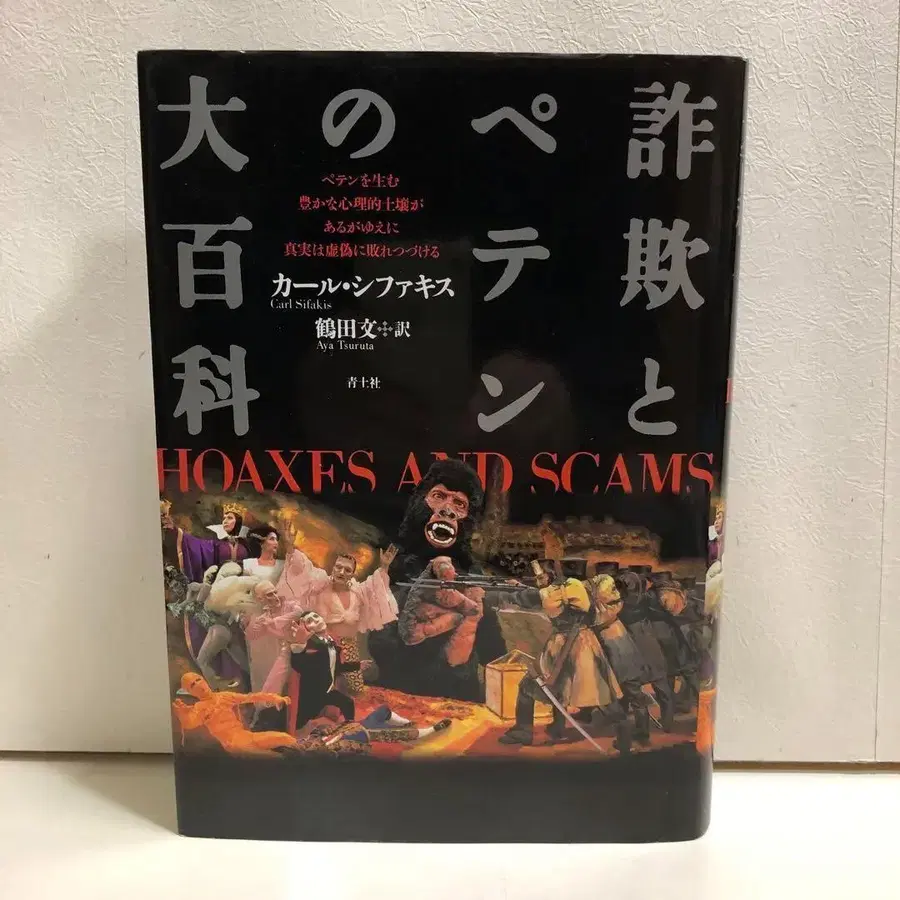 詐欺と
ペテン
の
大百科
ペテンを生む
豊かな心理的土壌が
あるがゆえに
真実は虚偽に敗れつづける
カール・シファキス
Carl Sifakis
鶴田文 訳
Aya Tsuruta
青土社
HOAXES AND SCAMS